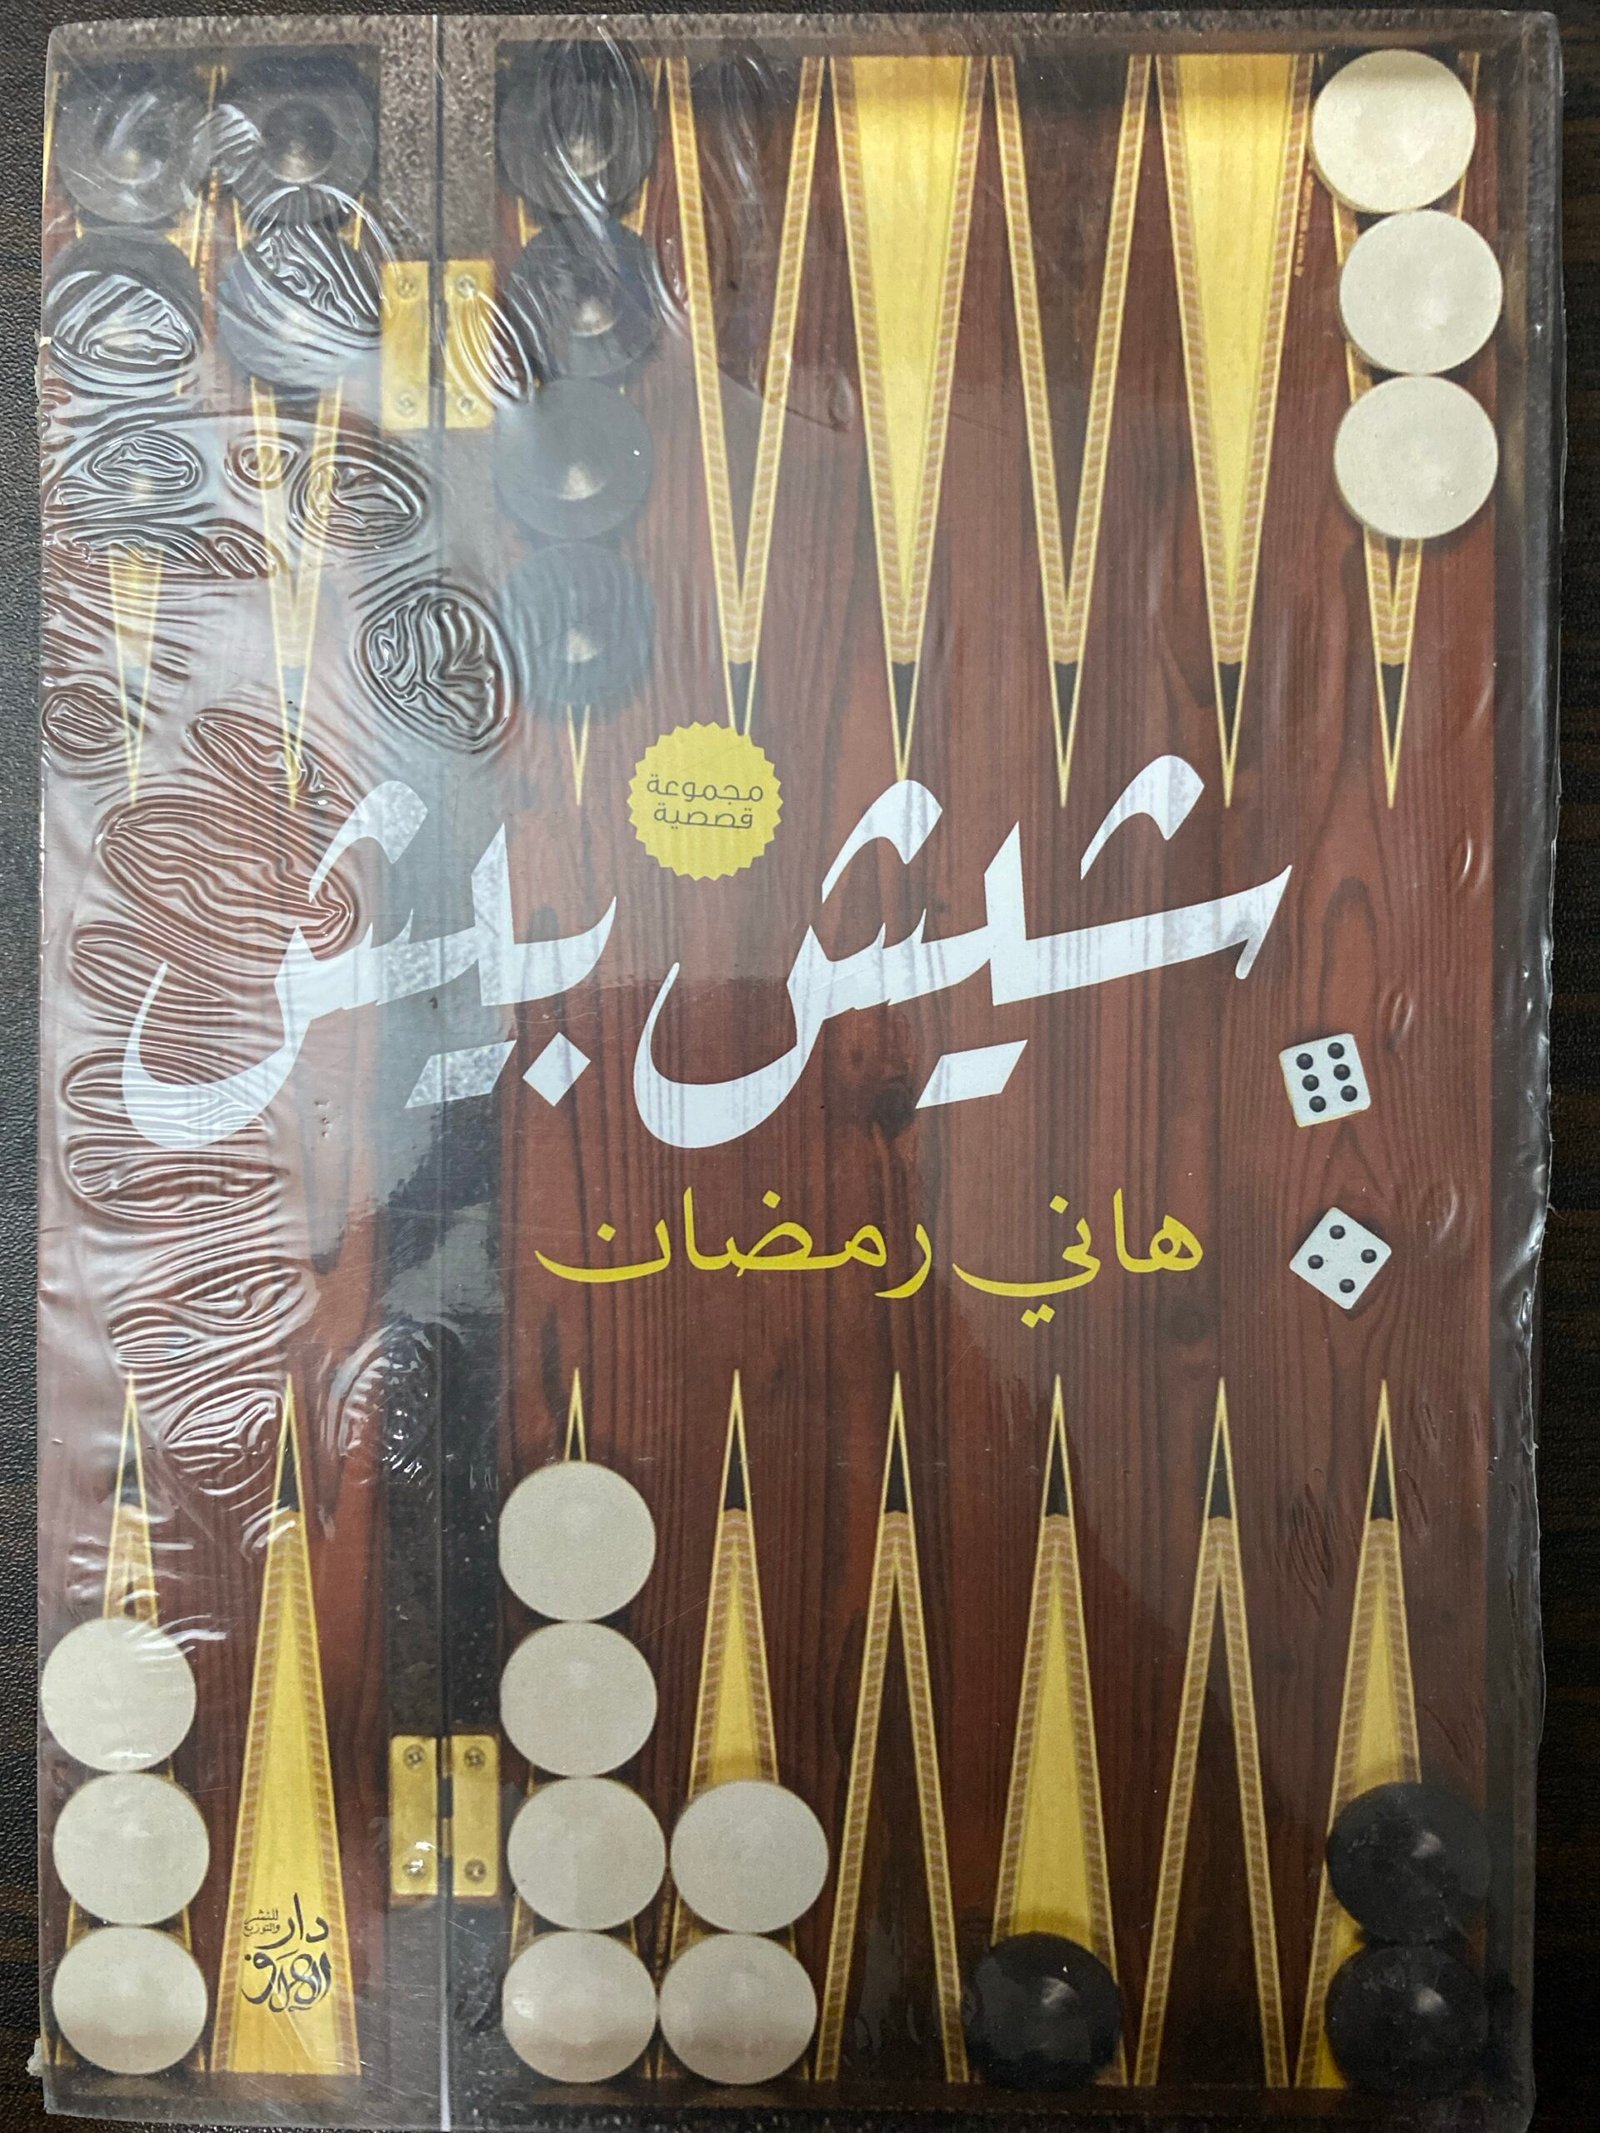 مجموعة
قصصية
شيش بيش
هاني رمضان
دار
للنشر
والتوزيع